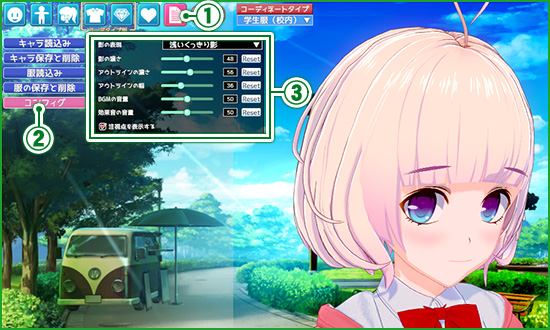 ①
コーディネートタイプ
学生服（校内）▼
キャラ読込み
キャラ保存と削除
服読込み
服の保存と削除
コンフィグ
②
影の表現 浅いくっきり影 ▼
影の濃さ 48 Reset
アウトラインの濃さ 56 Reset
アウトラインの幅 36 Reset
BGMの音量 50 Reset
効果音の音量 50 Reset
注視点を表示する
③